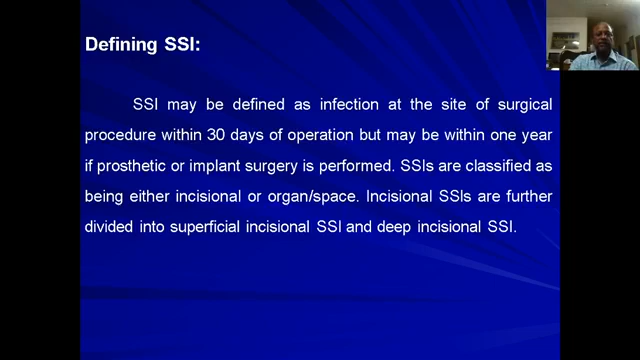 Defining SSI:
SSI may be defined as infection at the site of surgical
procedure within 30 days of operation but may be within one year
if prosthetic or implant surgery is performed. SSIs are classified as
being either incisional or organ/space. Incisional SSIs are further
divided into superficial incisional SSI and deep incisional SSI.